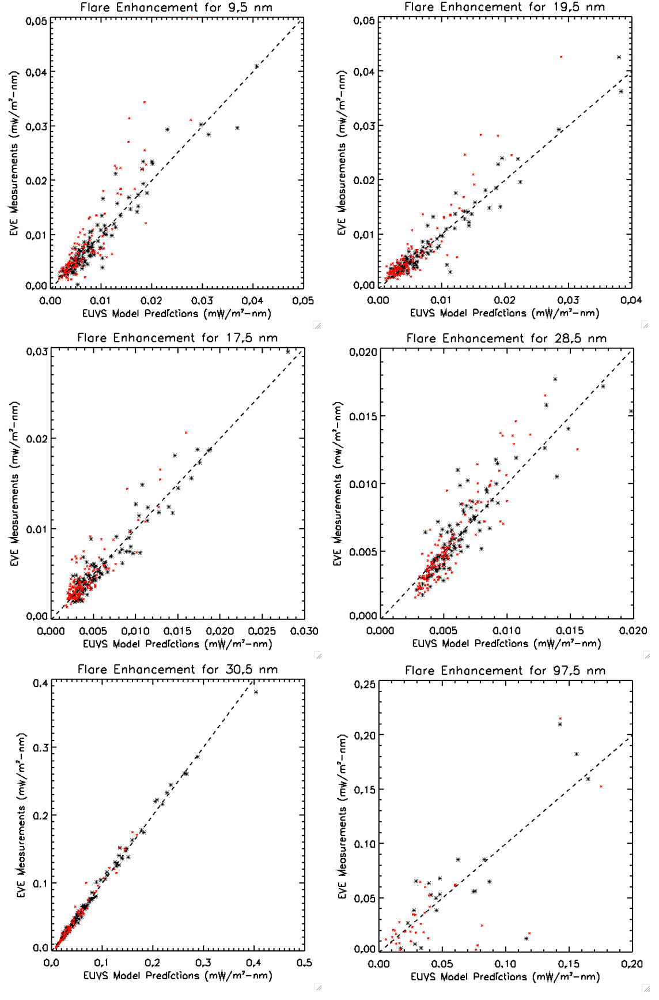 Flare Enhancement for 9.5 nm
Flare Enhancement for 19.5 nm
0.05
0.04
0.03
0.02
0.01
0.00
EVE Measurements (mW/m²-nm)
0.00 0.01 0.02 0.03 0.04 0.05
EUVS Model Predictions (mW/m²-nm)
0.05
0.04
0.03
0.02
0.01
0.00
EVE Measurements (mW/m²-nm)
0.00 0.01 0.02 0.03 0.04
EUVS Model Predictions (mW/m²-nm)
Flare Enhancement for 17.5 nm
Flare Enhancement for 28.5 nm
0.03
0.02
0.01
0.00
EVE Measurements (mW/m²-nm)
0.000 0.005 0.010 0.015 0.020 0.025 0.030
EUVS Model Predictions (mW/m²-nm)
0.020
0.015
0.010
0.005
0.000
EVE Measurements (mW/m²-nm)
0.000 0.005 0.010 0.015 0.020
EUVS Model Predictions (mW/m²-nm)
Flare Enhancement for 30.5 nm
Flare Enhancement for 97.5 nm
0.4
0.3
0.2
0.1
0.0
EVE Measurements (mW/m²-nm)
0.0 0.1 0.2 0.3 0.4 0.5
EUVS Model Predictions (mW/m²-nm)
0.25
0.20
0.15
0.10
0.05
0.00
EVE Measurements (mW/m²-nm)
0.00 0.05 0.10 0.15 0.20
EUVS Model Predictions (mW/m²-nm)